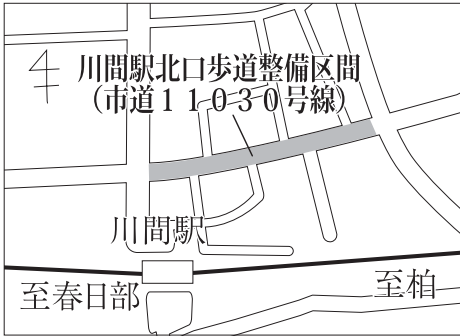 川間駅北口歩道整備区間
（市道１１０３０号線）
川間駅
至春日部
至柏